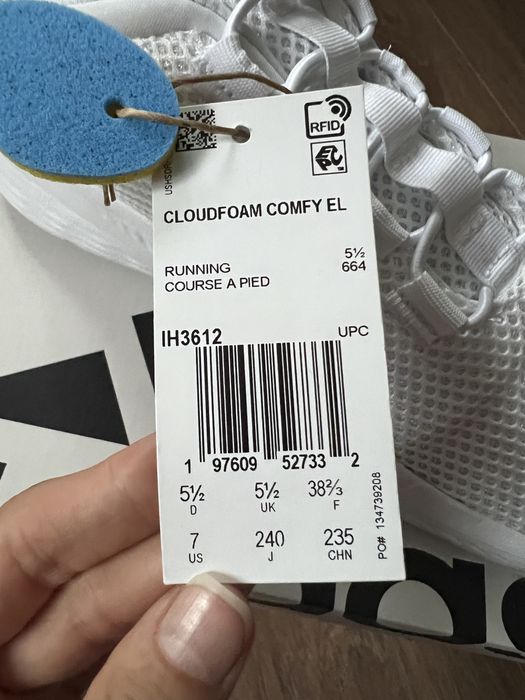 RFID
EPC
CLOUDFOAM COMFY EL
RUNNING 5½
COURSE A PIED 664
IH3612 UPC
1 97609 52733 2
5½ 5½ 38⅔
D UK F
7 240 235
US J CHN
PO# 134739208